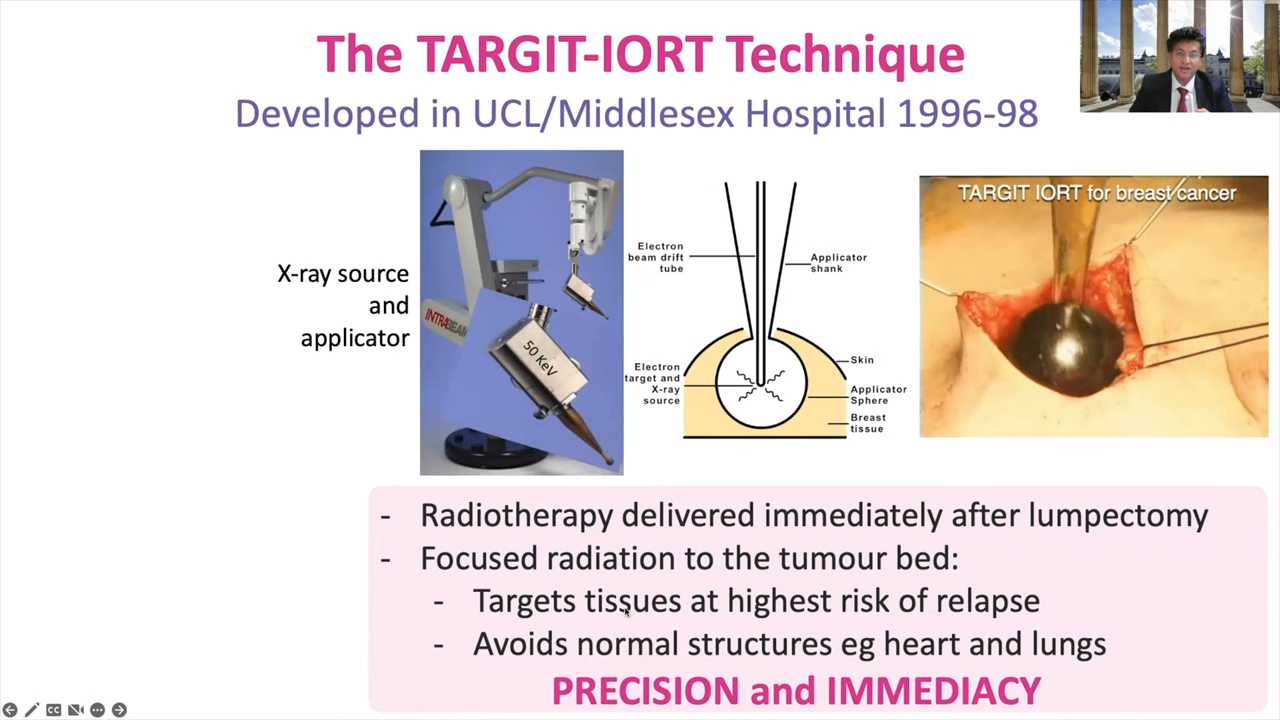 The TARGIT-IORT Technique
Developed in UCL/Middlesex Hospital 1996-98
X-ray source
and
applicator
INTRABEAM
50 KeV
Electron
beam drift
tube
Applicator
shank
Electron
target and
X-ray
source
Skin
Applicator
Sphere
Breast
tissue
TARGIT IORT for breast cancer
- Radiotherapy delivered immediately after lumpectomy
- Focused radiation to the tumour bed:
- Targets tissues at highest risk of relapse
- Avoids normal structures eg heart and lungs
PRECISION and IMMEDIACY
CC